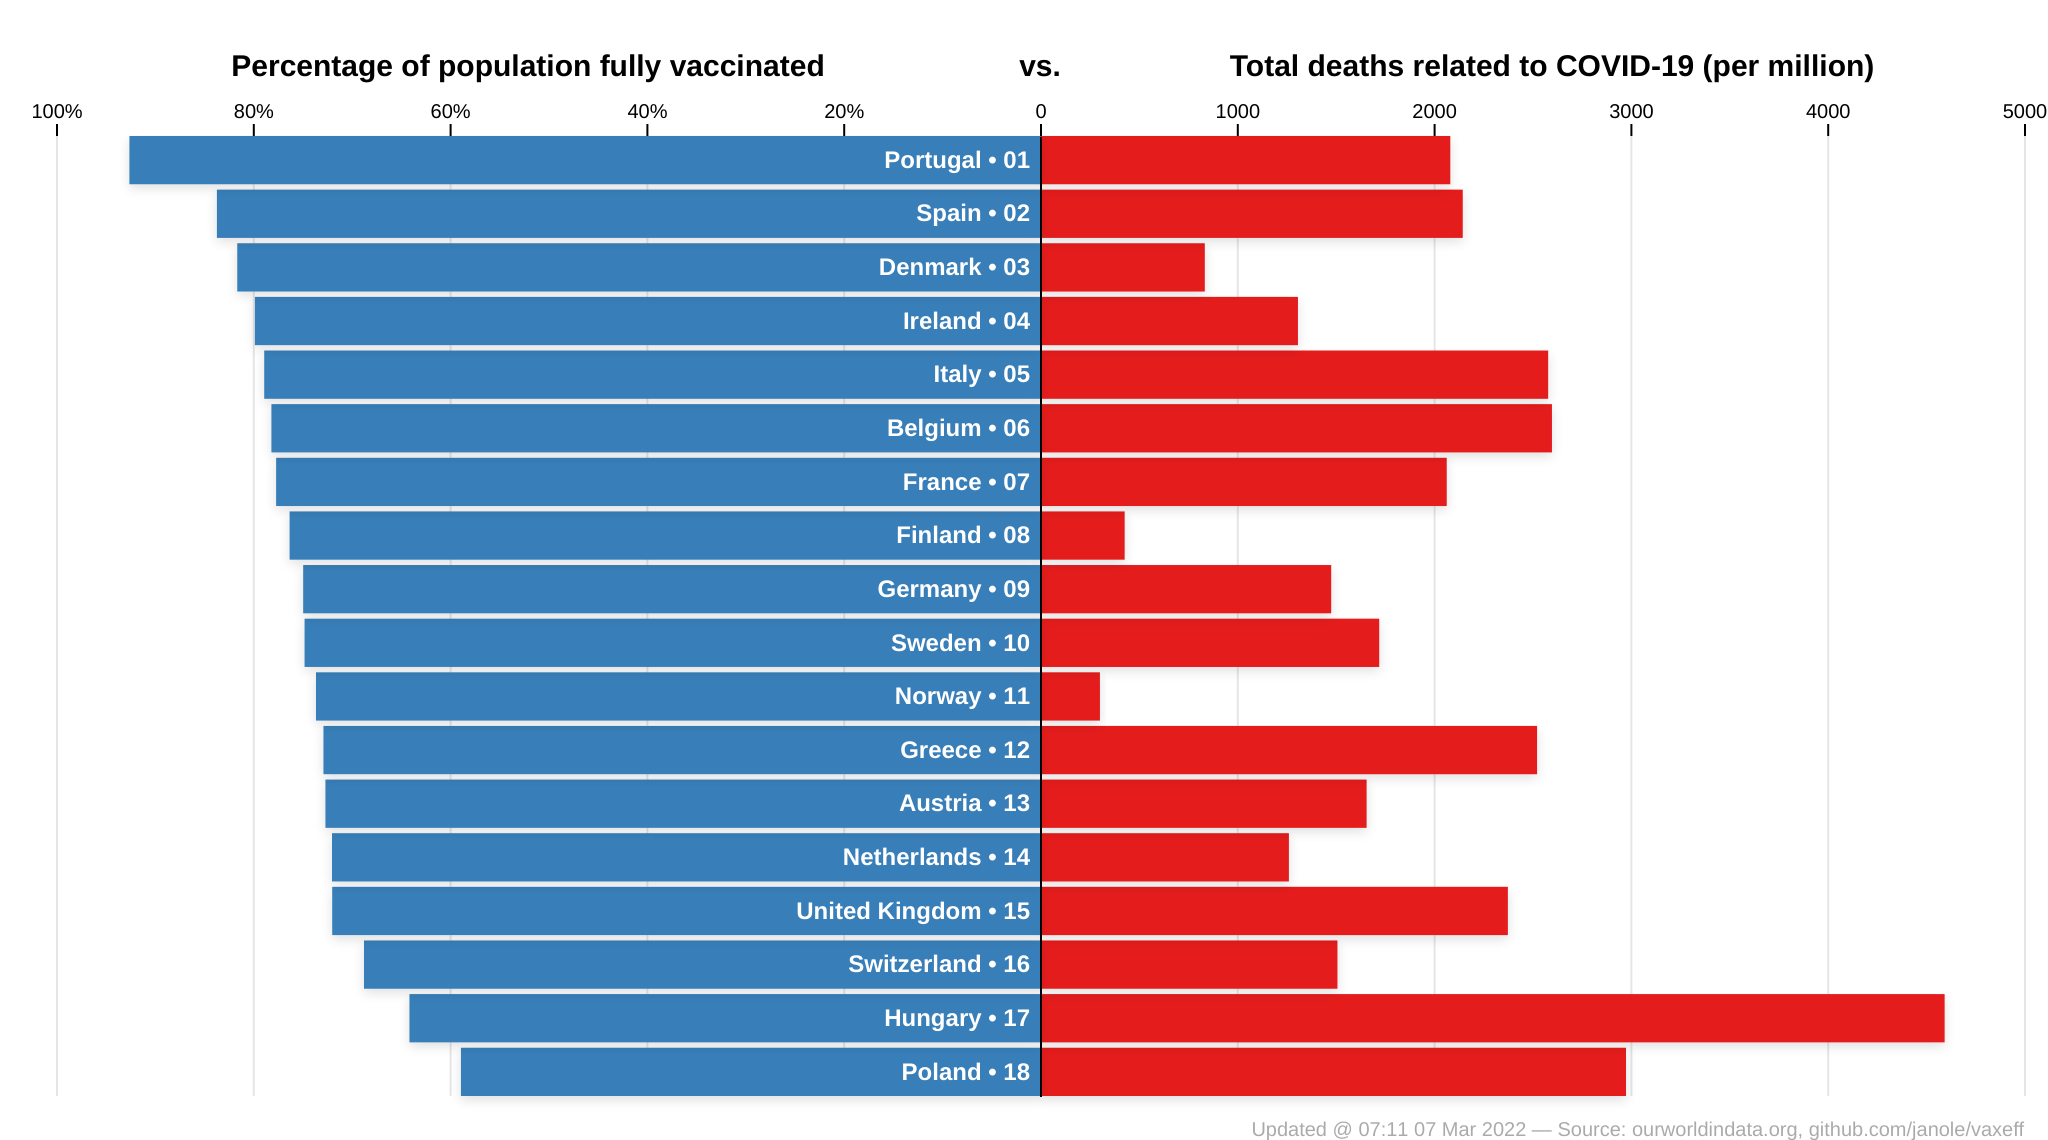 Percentage of population fully vaccinated vs. Total deaths related to COVID-19 (per million)
100% 80% 60% 40% 20% 0 1000 2000 3000 4000 5000
Portugal • 01
Spain • 02
Denmark • 03
Ireland • 04
Italy • 05
Belgium • 06
France • 07
Finland • 08
Germany • 09
Sweden • 10
Norway • 11
Greece • 12
Austria • 13
Netherlands • 14
United Kingdom • 15
Switzerland • 16
Hungary • 17
Poland • 18
Updated @ 07:11 07 Mar 2022 — Source: ourworldindata.org, github.com/janole/vaxeff